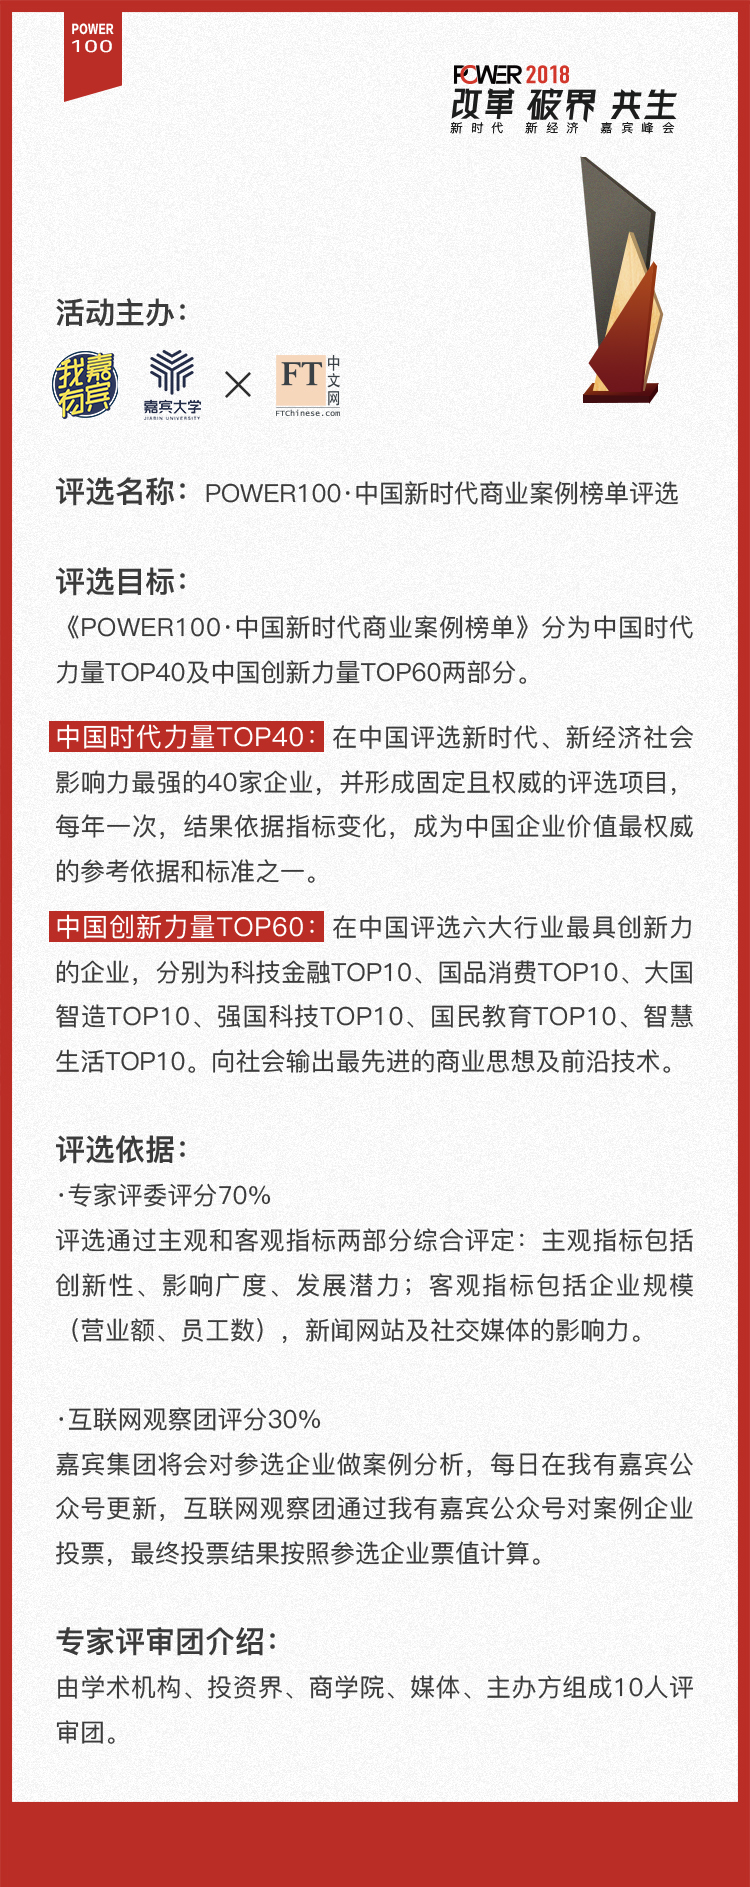 POWER
100
POWER 2018
改革 破界 共生
新时代 新经济 嘉宾峰会
活动主办：
我有嘉宾
嘉宾大学
JIABIN UNIVERSITY
FT中文网
FTChinese.com
评选名称：POWER100·中国新时代商业案例榜单评选
评选目标：
《POWER100·中国新时代商业案例榜单》分为中国时代
力量TOP40及中国创新力量TOP60两部分。
中国时代力量TOP40：在中国评选新时代、新经济社会
影响力最强的40家企业，并形成固定且权威的评选项目，
每年一次，结果依据指标变化，成为中国企业价值最权威
的参考依据和标准之一。
中国创新力量TOP60：在中国评选六大行业最具创新力
的企业，分别为科技金融TOP10、国品消费TOP10、大国
智造TOP10、强国科技TOP10、国民教育TOP10、智慧
生活TOP10。向社会输出最先进的商业思想及前沿技术。
评选依据：
·专家评委评分70%
评选通过主观和客观指标两部分综合评定：主观指标包括
创新性、影响广度、发展潜力；客观指标包括企业规模
（营业额、员工数），新闻网站及社交媒体的影响力。
·互联网观察团评分30%
嘉宾集团将会对参选企业做案例分析，每日在我有嘉宾公
众号更新，互联网观察团通过我有嘉宾公众号对案例企业
投票，最终投票结果按照参选企业票值计算。
专家评审团介绍：
由学术机构、投资界、商学院、媒体、主办方组成10人评
审团。